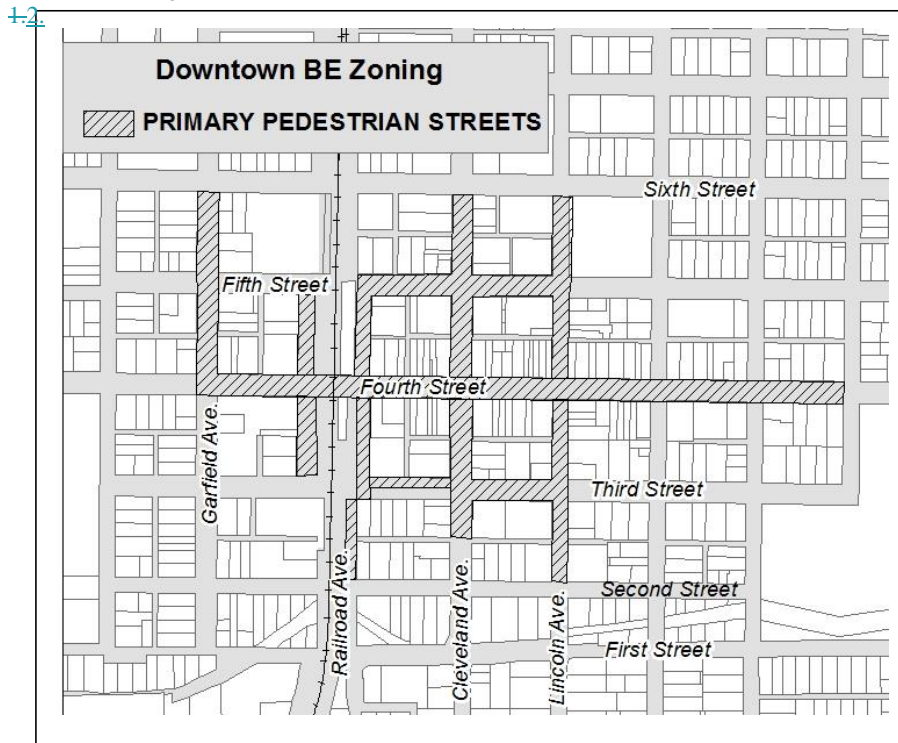 1.2.
Downtown BE Zoning
PRIMARY PEDESTRIAN STREETS
Sixth Street
Fifth Street
Fourth Street
Garfield Ave.
Third Street
Railroad Ave.
Cleveland Ave.
Lincoln Ave.
Second Street
First Street